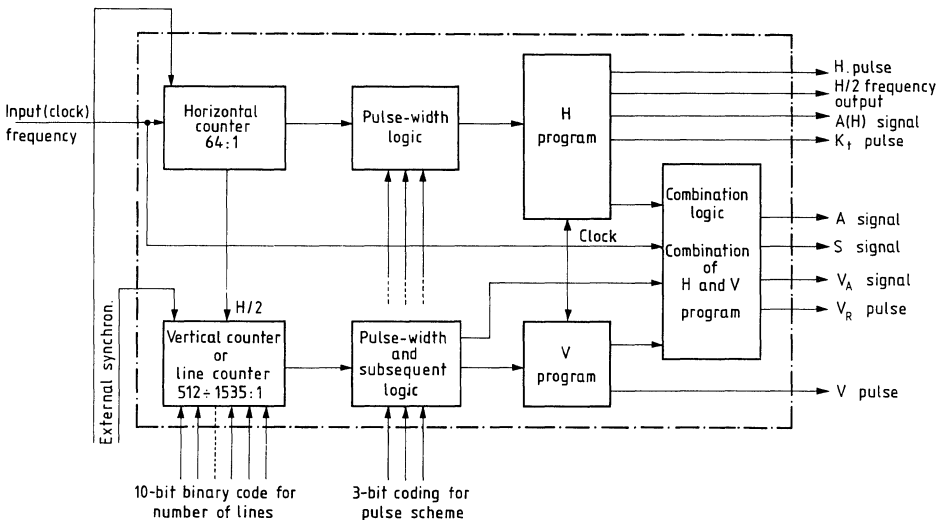 Input (clock)
frequency
External synchron.
Horizontal
counter
64:1
Pulse-width
logic
H
program
H. pulse
H/2 frequency
output
A(H) signal
Kt pulse
Clock
Combination
logic
Combination
of
H and V
program
A signal
S signal
VA signal
VR pulse
H/2
Vertical counter
or
line counter
512÷1535:1
Pulse-width
and
subsequent
logic
V
program
V pulse
10-bit binary code for
number of lines
3-bit coding for
pulse scheme